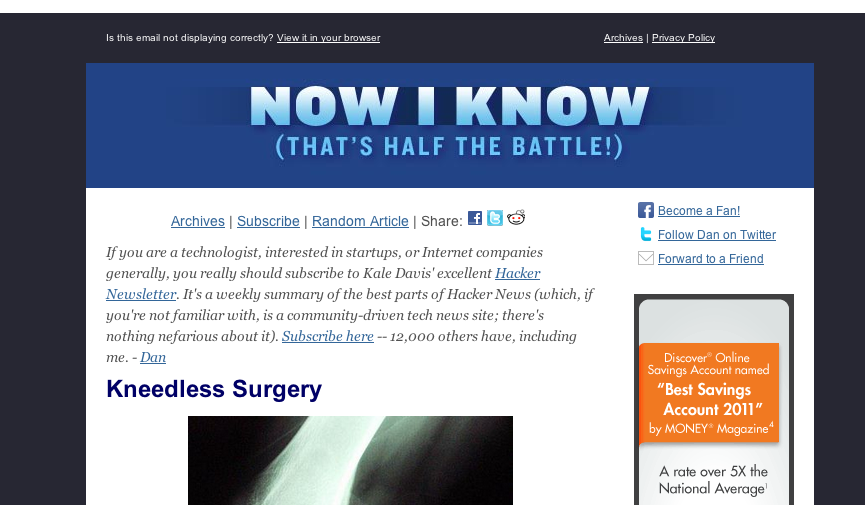 Is this email not displaying correctly? View it in your browser
Archives | Privacy Policy
NOW I KNOW
(THAT'S HALF THE BATTLE!)
Archives | Subscribe | Random Article | Share:
If you are a technologist, interested in startups, or Internet companies
generally, you really should subscribe to Kale Davis' excellent Hacker
Newsletter. It's a weekly summary of the best parts of Hacker News (which, if
you're not familiar with, is a community-driven tech news site; there's
nothing nefarious about it). Subscribe here -- 12,000 others have, including
me. - Dan
Kneedless Surgery
Become a Fan!
Follow Dan on Twitter
Forward to a Friend
Discover® Online
Savings Account named
“Best Savings
Account 2011”
by MONEY® Magazine4
A rate over 5X the
National Average1